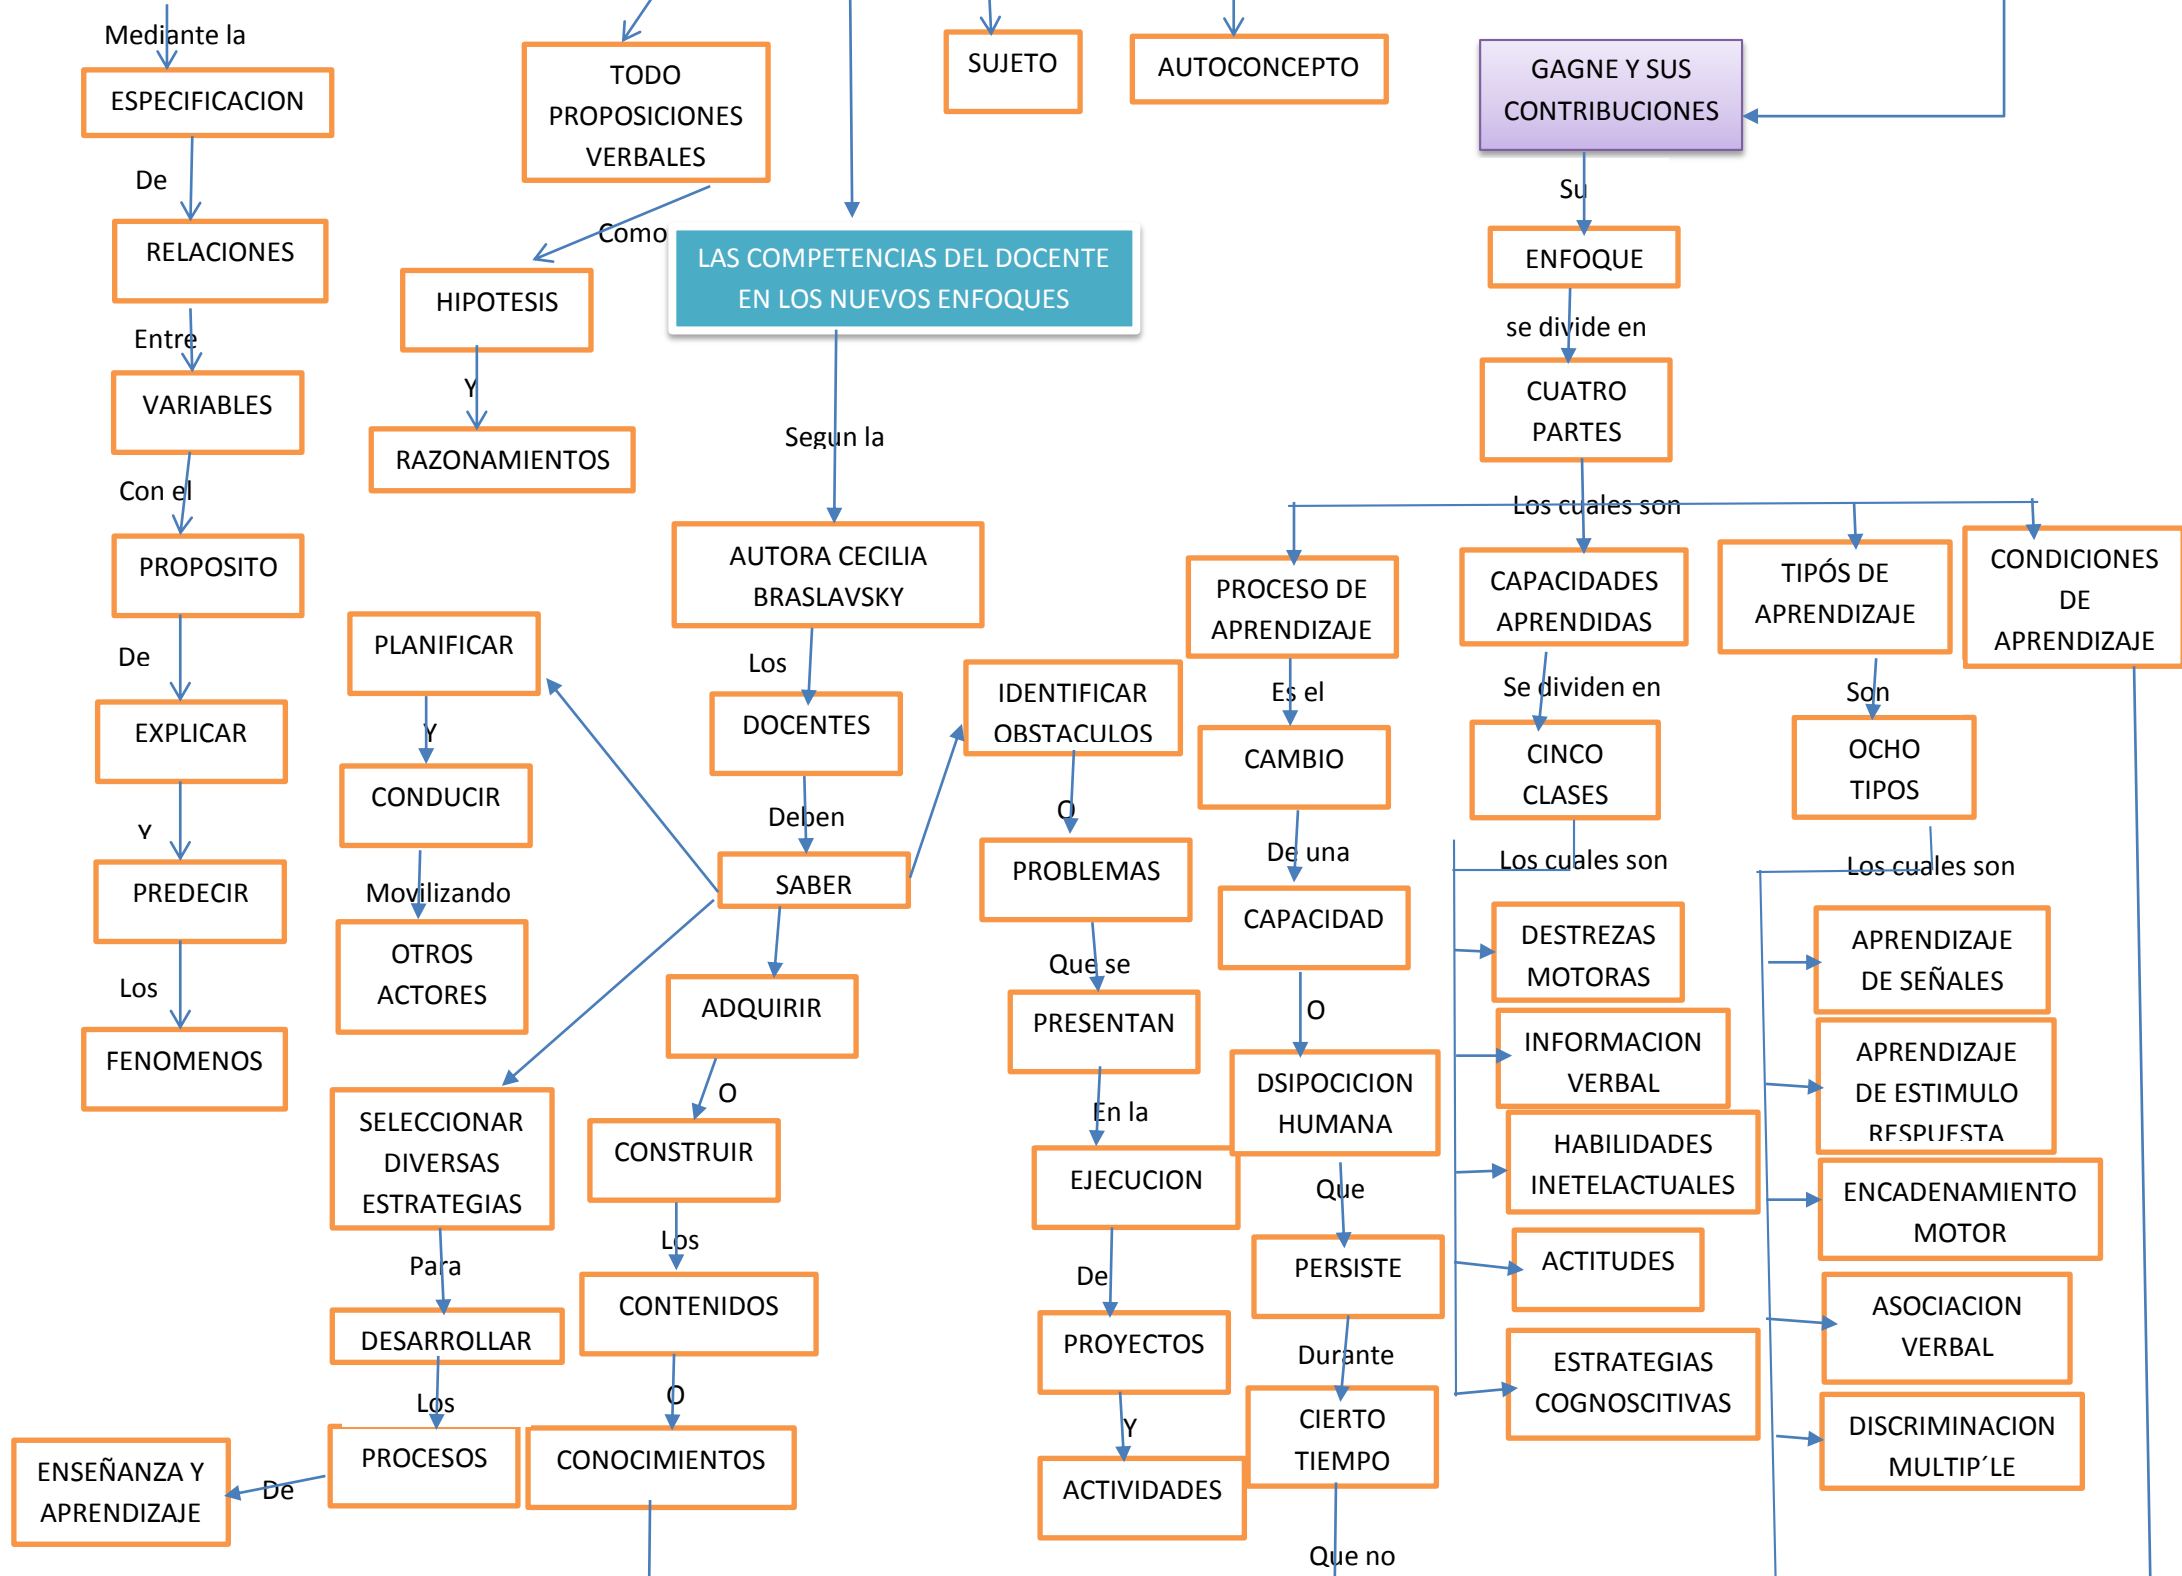 Mediante la
ESPECIFICACION
De
RELACIONES
Entre
VARIABLES
Con el
PROPOSITO
De
EXPLICAR
Y
PREDECIR
Los
FENOMENOS
TODO
PROPOSICIONES
VERBALES
Como
HIPOTESIS
Y
RAZONAMIENTOS
SUJETO
AUTOCONCEPTO
LAS COMPETENCIAS DEL DOCENTE
EN LOS NUEVOS ENFOQUES
Segun la
AUTORA CECILIA
BRASLAVSKY
Los
DOCENTES
Deben
SABER
PLANIFICAR
Y
CONDUCIR
Movilizando
OTROS
ACTORES
SELECCIONAR
DIVERSAS
ESTRATEGIAS
Para
DESARROLLAR
Los
PROCESOS
De
ENSEÑANZA Y
APRENDIZAJE
ADQUIRIR
O
CONSTRUIR
Los
CONTENIDOS
O
CONOCIMIENTOS
IDENTIFICAR
OBSTACULOS
O
PROBLEMAS
Que se
PRESENTAN
En la
EJECUCION
De
PROYECTOS
Y
ACTIVIDADES
GAGNE Y SUS
CONTRIBUCIONES
Su
ENFOQUE
se divide en
CUATRO
PARTES
Los cuales son
PROCESO DE
APRENDIZAJE
Es el
CAMBIO
De una
CAPACIDAD
O
DSIPOCICION
HUMANA
Que
PERSISTE
Durante
CIERTO
TIEMPO
Que no
CAPACIDADES
APRENDIDAS
Se dividen en
CINCO
CLASES
Los cuales son
DESTREZAS
MOTORAS
INFORMACION
VERBAL
HABILIDADES
INETELACTUALES
ACTITUDES
ESTRATEGIAS
COGNOSCITIVAS
TIPÓS DE
APRENDIZAJE
Son
OCHO
TIPOS
Los cuales son
APRENDIZAJE
DE SEÑALES
APRENDIZAJE
DE ESTIMULO
RESPUESTA
ENCADENAMIENTO
MOTOR
ASOCIACION
VERBAL
DISCRIMINACION
MULTIP´LE
CONDICIONES
DE
APRENDIZAJE